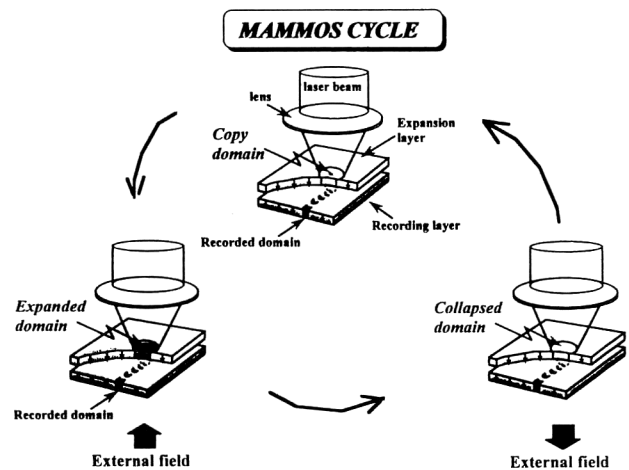 MAMMOS CYCLE
laser beam
lens
Expansion
layer
Copy
domain
Recorded domain
Recording layer
Expanded
domain
Recorded domain
External field
Collapsed
domain
External field